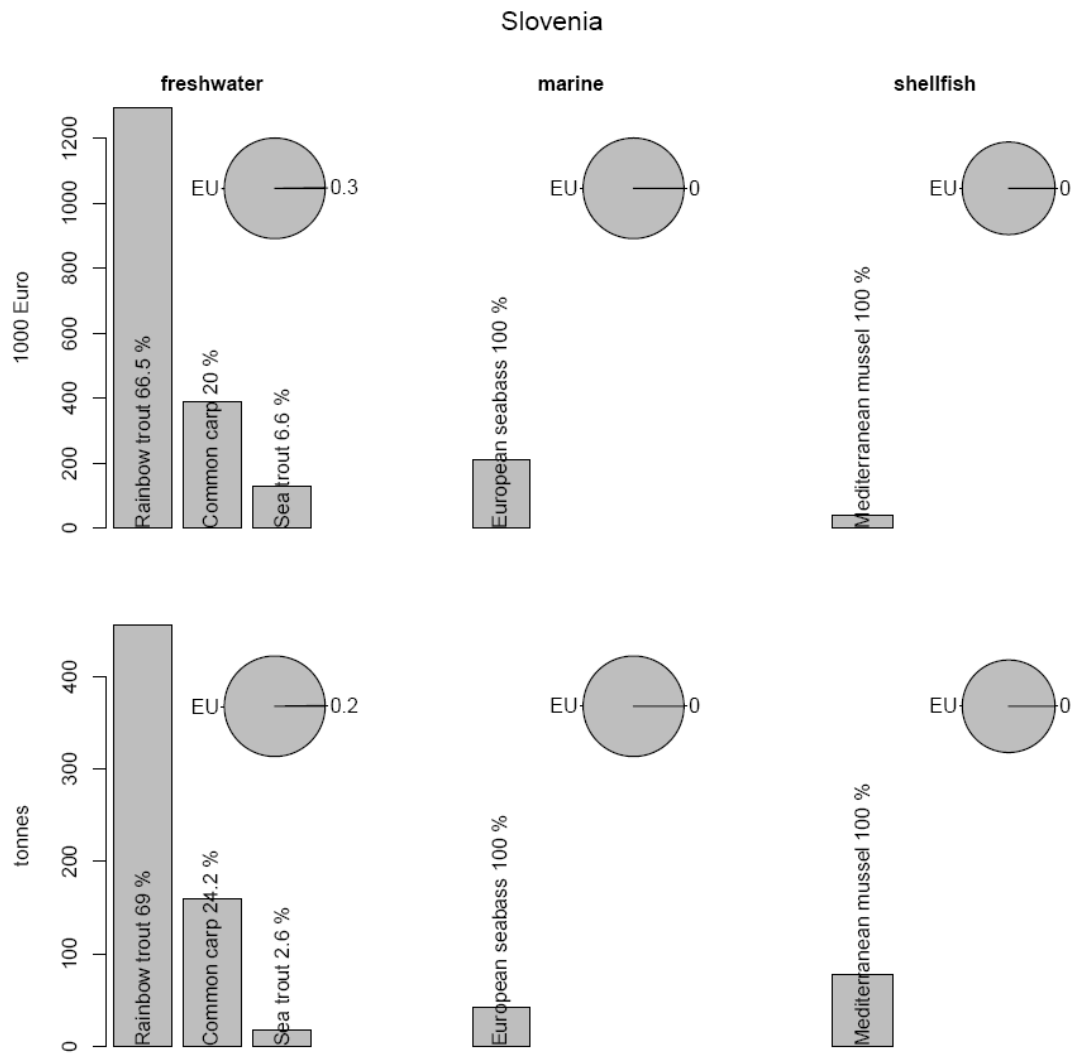 Slovenia
freshwater
marine
shellfish
1000 Euro
0
200
400
600
800
1000
1200
Rainbow trout 66.5 %
Common carp 20 %
Sea trout 6.6 %
EU
0.3
European seabass 100 %
EU
0
Mediterranean mussel 100 %
EU
0
tonnes
0
100
200
300
400
Rainbow trout 69 %
Common carp 24.2 %
Sea trout 2.6 %
EU
0.2
European seabass 100 %
EU
0
Mediterranean mussel 100 %
EU
0